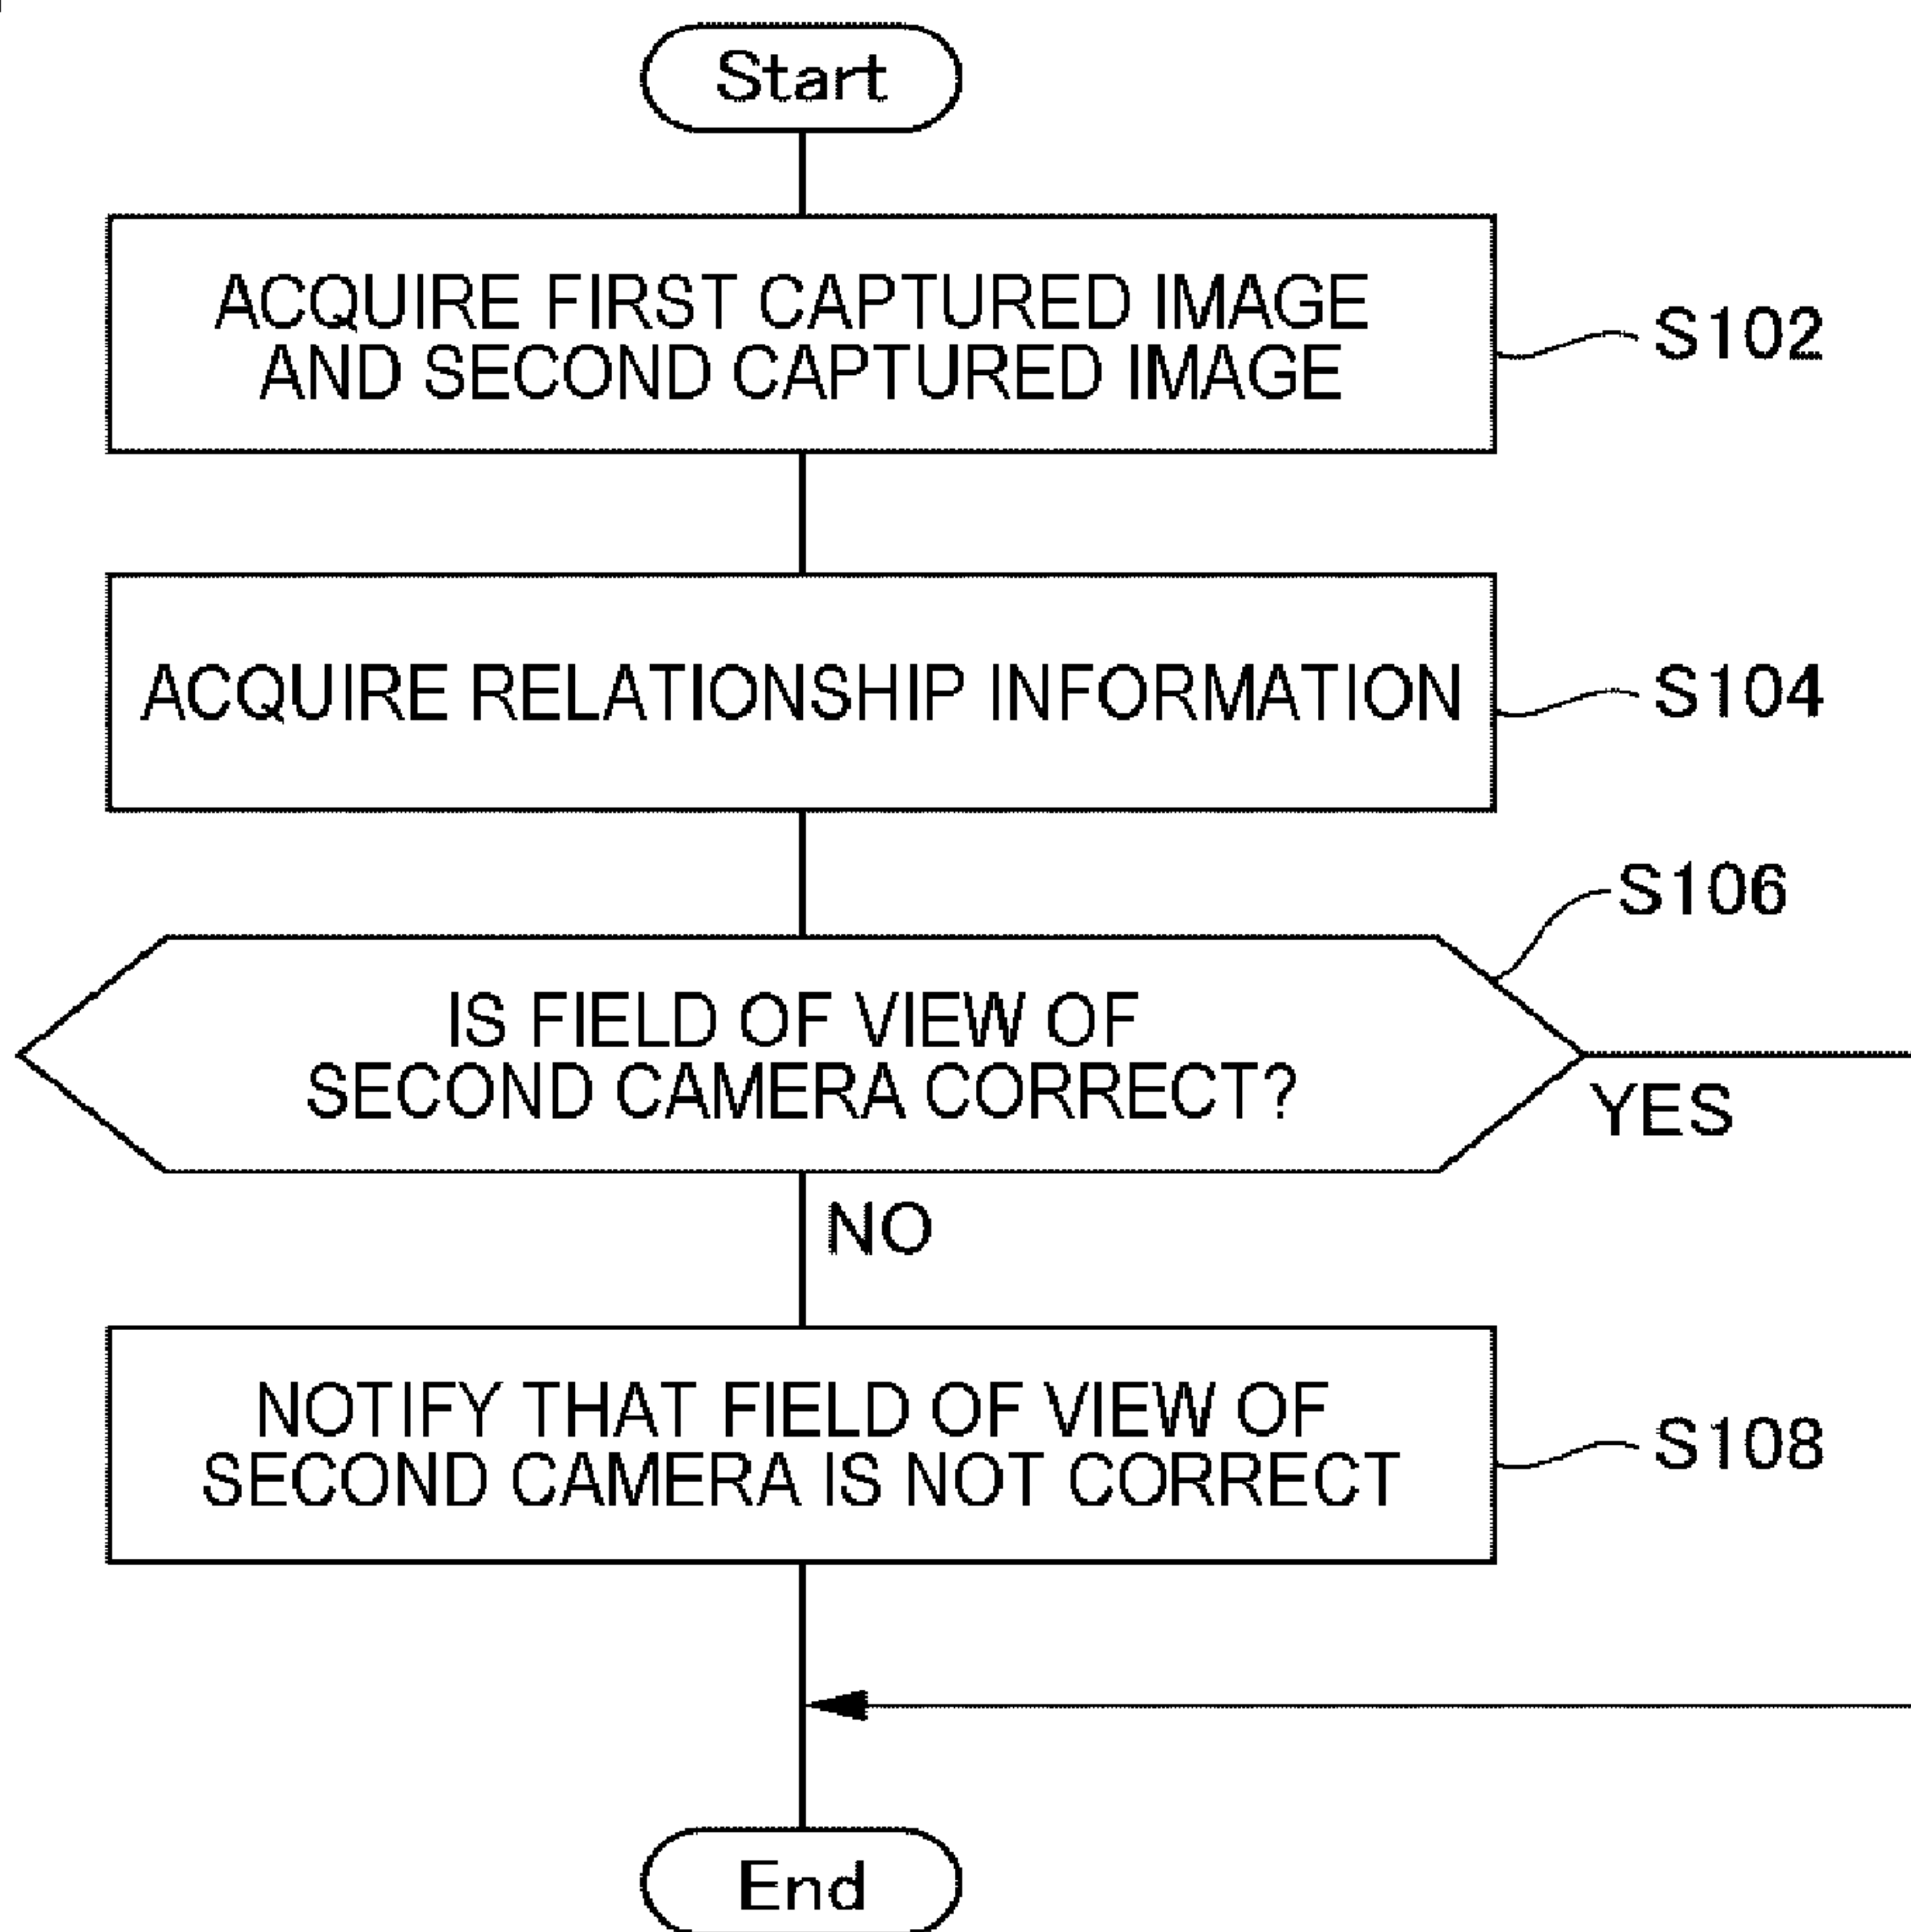 Start
ACQUIRE FIRST CAPTURED IMAGE
AND SECOND CAPTURED IMAGE
S102
ACQUIRE RELATIONSHIP INFORMATION
S104
S106
IS FIELD OF VIEW OF
SECOND CAMERA CORRECT?
YES
NO
NOTIFY THAT FIELD OF VIEW OF
SECOND CAMERA IS NOT CORRECT
S108
End